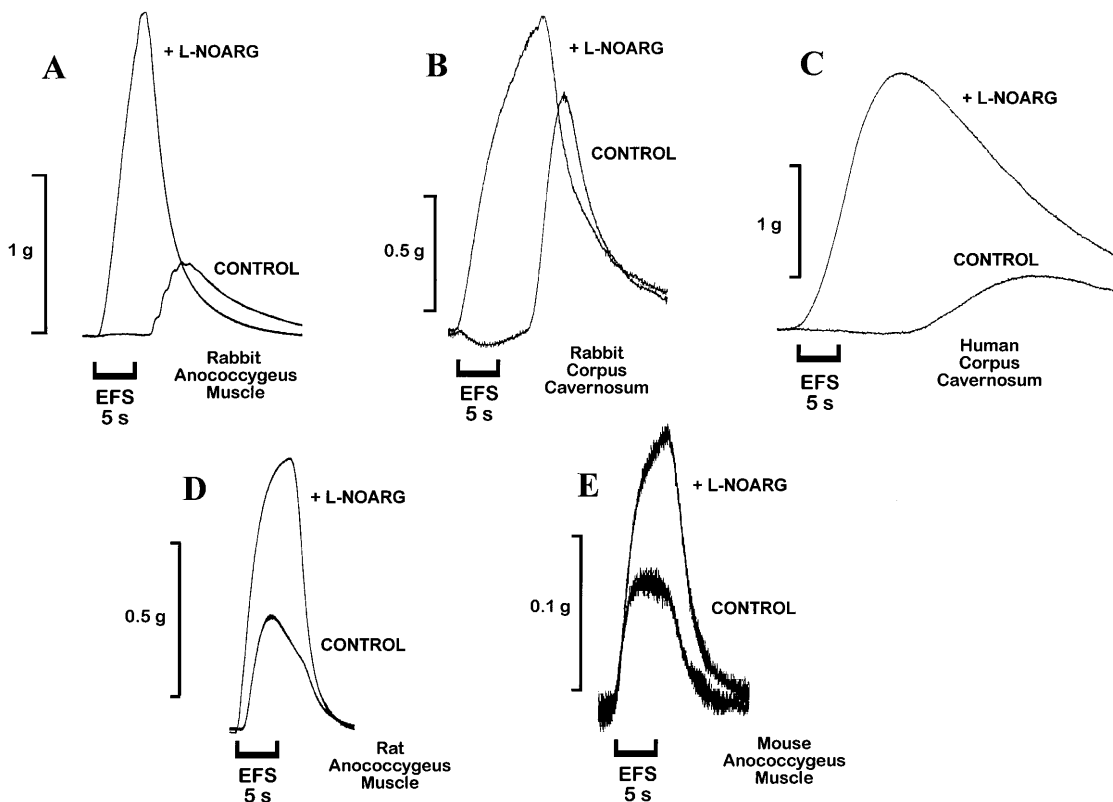 A
+ L-NOARG
1 g
CONTROL
EFS
5 s
Rabbit
Anococcygeus
Muscle
B
+ L-NOARG
CONTROL
0.5 g
EFS
5 s
Rabbit
Corpus
Cavernosum
C
+ L-NOARG
1 g
CONTROL
EFS
5 s
Human
Corpus
Cavernosum
D
+ L-NOARG
0.5 g
CONTROL
EFS
5 s
Rat
Anococcygeus
Muscle
E
+ L-NOARG
0.1 g
CONTROL
EFS
5 s
Mouse
Anococcygeus
Muscle